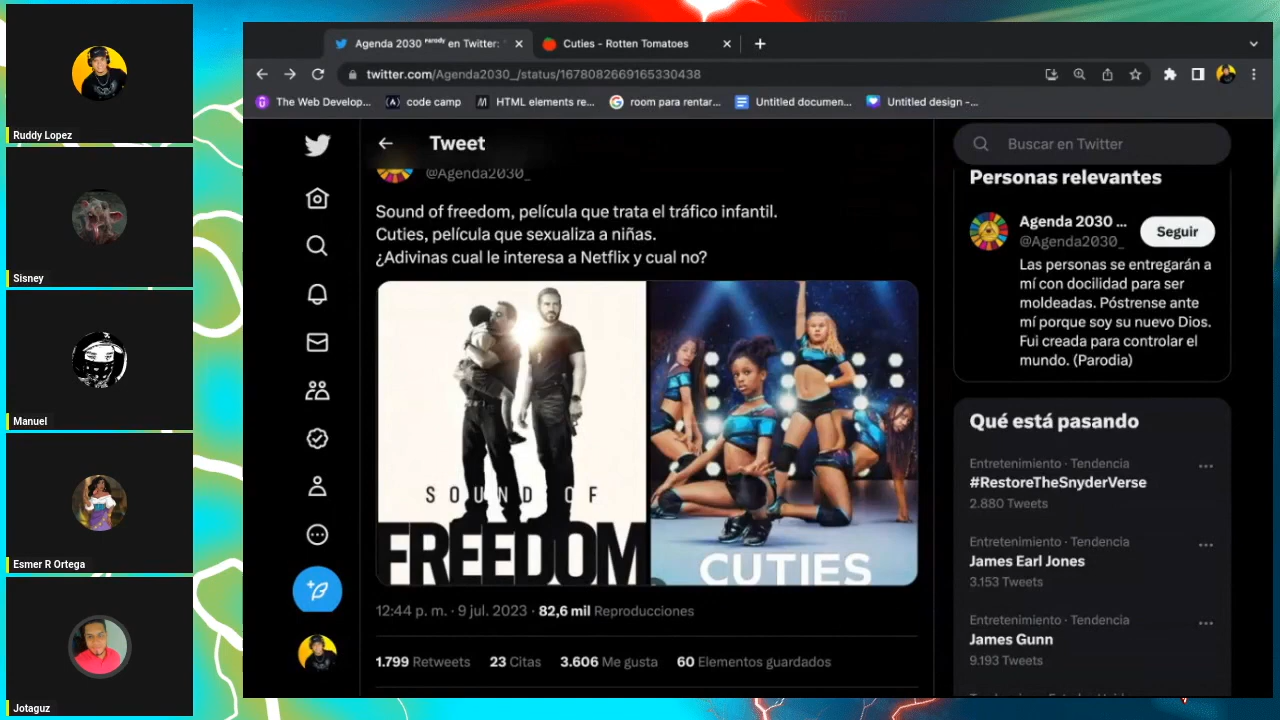 Ruddy Lopez
Sisney
Manuel
Esmer R Ortega
Jotaguz
Agenda 2030 Parody en Twitter: "
Cuties - Rotten Tomatoes
twitter.com/Agenda2030_/status/1678082669165330438
The Web Develop...
code camp
HTML elements re...
room para rentar...
Untitled documen...
Untitled design -...
Tweet
@Agenda2030_
Sound of freedom, película que trata el tráfico infantil.
Cuties, película que sexualiza a niñas.
¿Adivinas cual le interesa a Netflix y cual no?
SOUND OF
FREEDOM
CUTIES
12:44 p. m. · 9 jul. 2023 · 82,6 mil Reproducciones
1.799 Retweets 23 Citas 3.606 Me gusta 60 Elementos guardados
Buscar en Twitter
Personas relevantes
Agenda 2030 ...
@Agenda2030_
Seguir
Las personas se entregarán a
mí con docilidad para ser
moldeadas. Póstrense ante
mí porque soy su nuevo Dios.
Fui creada para controlar el
mundo. (Parodia)
Qué está pasando
Entretenimiento · Tendencia
#RestoreTheSnyderVerse
2.880 Tweets
Entretenimiento · Tendencia
James Earl Jones
3.153 Tweets
Entretenimiento · Tendencia
James Gunn
9.193 Tweets